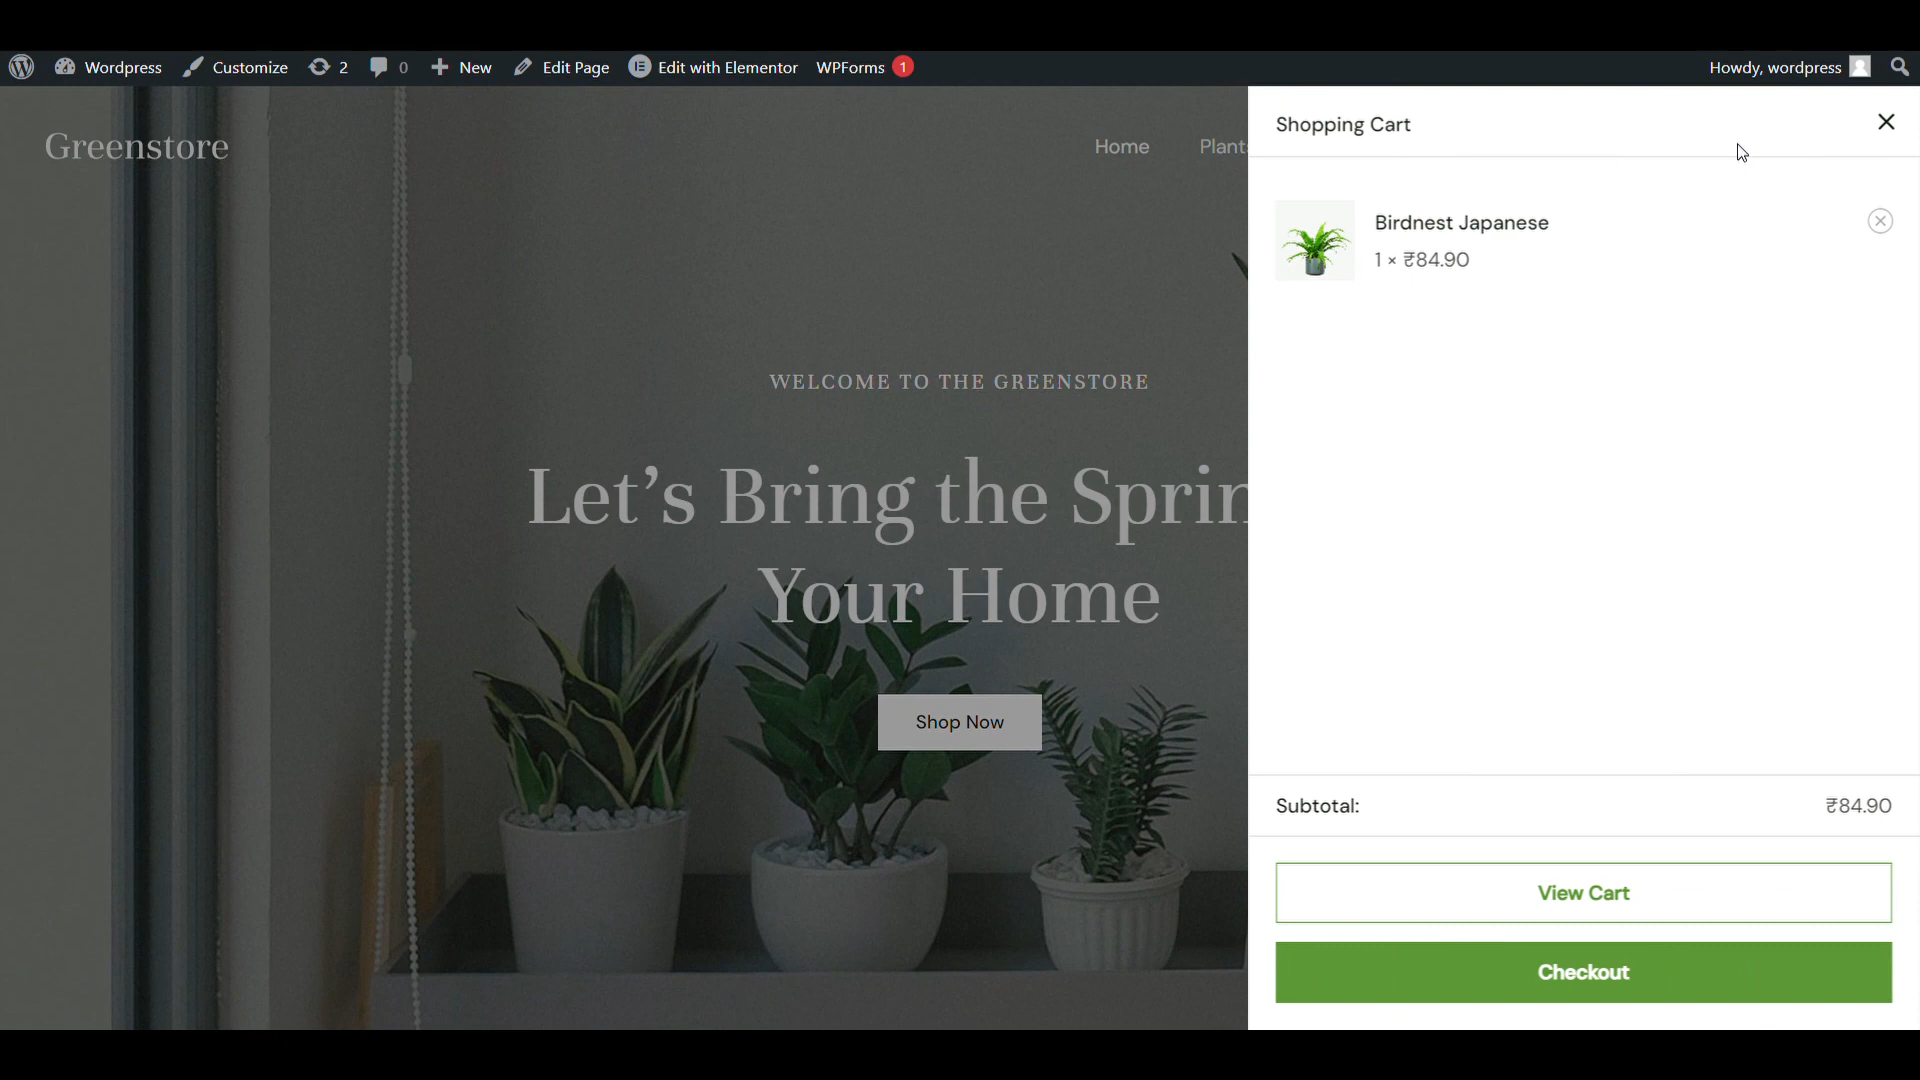 Wordpress Customize 2 0 New Edit Page Edit with Elementor WPForms 1 Howdy, wordpress
Greenstore
Home Plants
WELCOME TO THE GREENSTORE
Let's Bring the Sprin
Your Home
Shop Now
Shopping Cart
Birdnest Japanese
1 × ₹84.90
Subtotal: ₹84.90
View Cart
Checkout